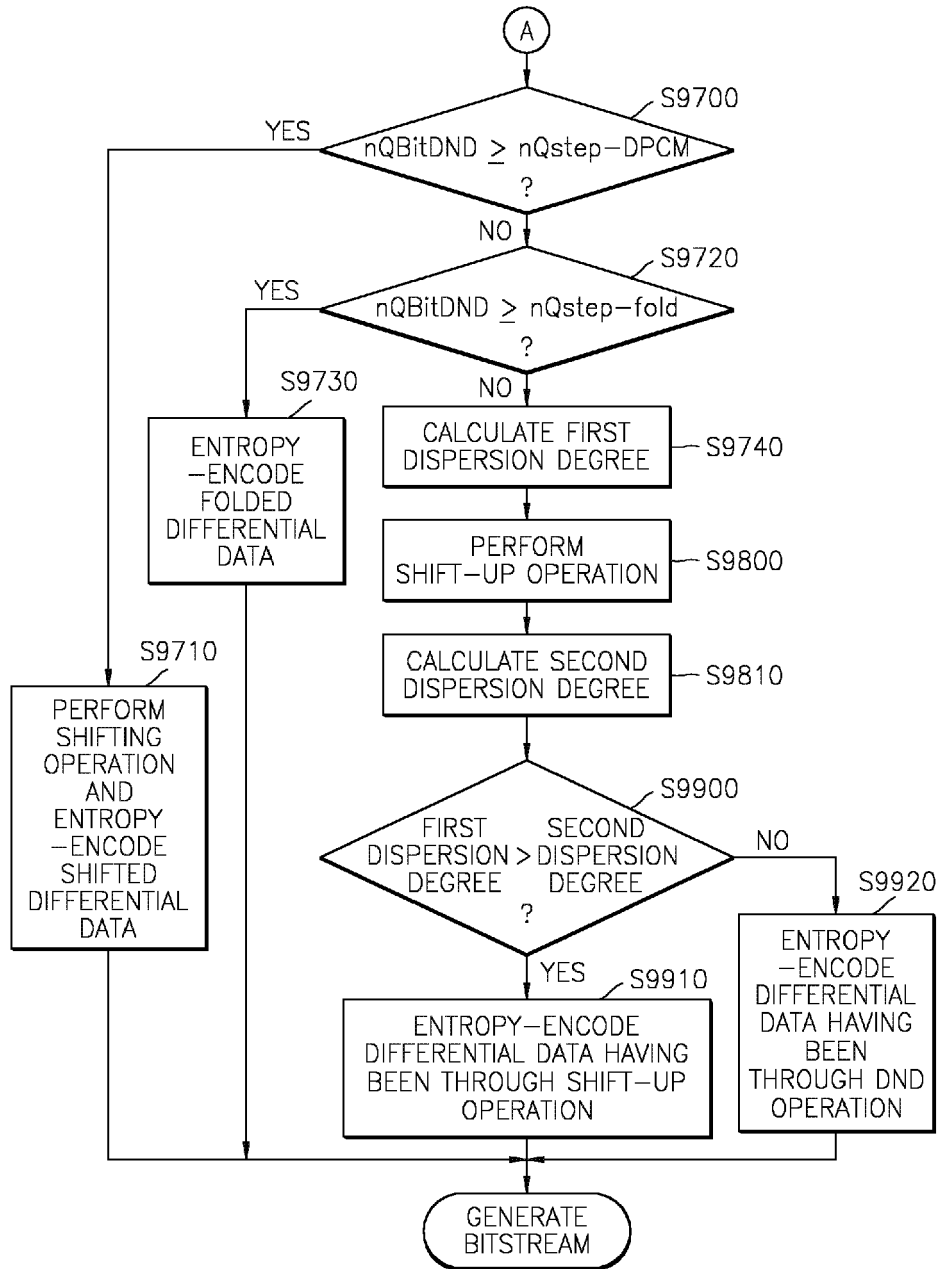 A
S9700
YES
nQBitDND ≥ nQstep-DPCM
?
NO
S9720
YES
nQBitDND ≥ nQstep-fold
?
NO
S9730
ENTROPY
-ENCODE
FOLDED
DIFFERENTIAL
DATA
CALCULATE FIRST
DISPERSION DEGREE
S9740
PERFORM
SHIFT-UP OPERATION
S9800
CALCULATE SECOND
DISPERSION DEGREE
S9810
S9710
PERFORM
SHIFTING
OPERATION
AND
ENTROPY
-ENCODE
SHIFTED
DIFFERENTIAL
DATA
S9900
FIRST SECOND
DISPERSION > DISPERSION
DEGREE DEGREE
?
NO
YES
S9920
ENTROPY
-ENCODE
DIFFERENTIAL
DATA HAVING
BEEN
THROUGH DND
OPERATION
S9910
ENTROPY-ENCODE
DIFFERENTIAL DATA HAVING
BEEN THROUGH SHIFT-UP
OPERATION
GENERATE
BITSTREAM